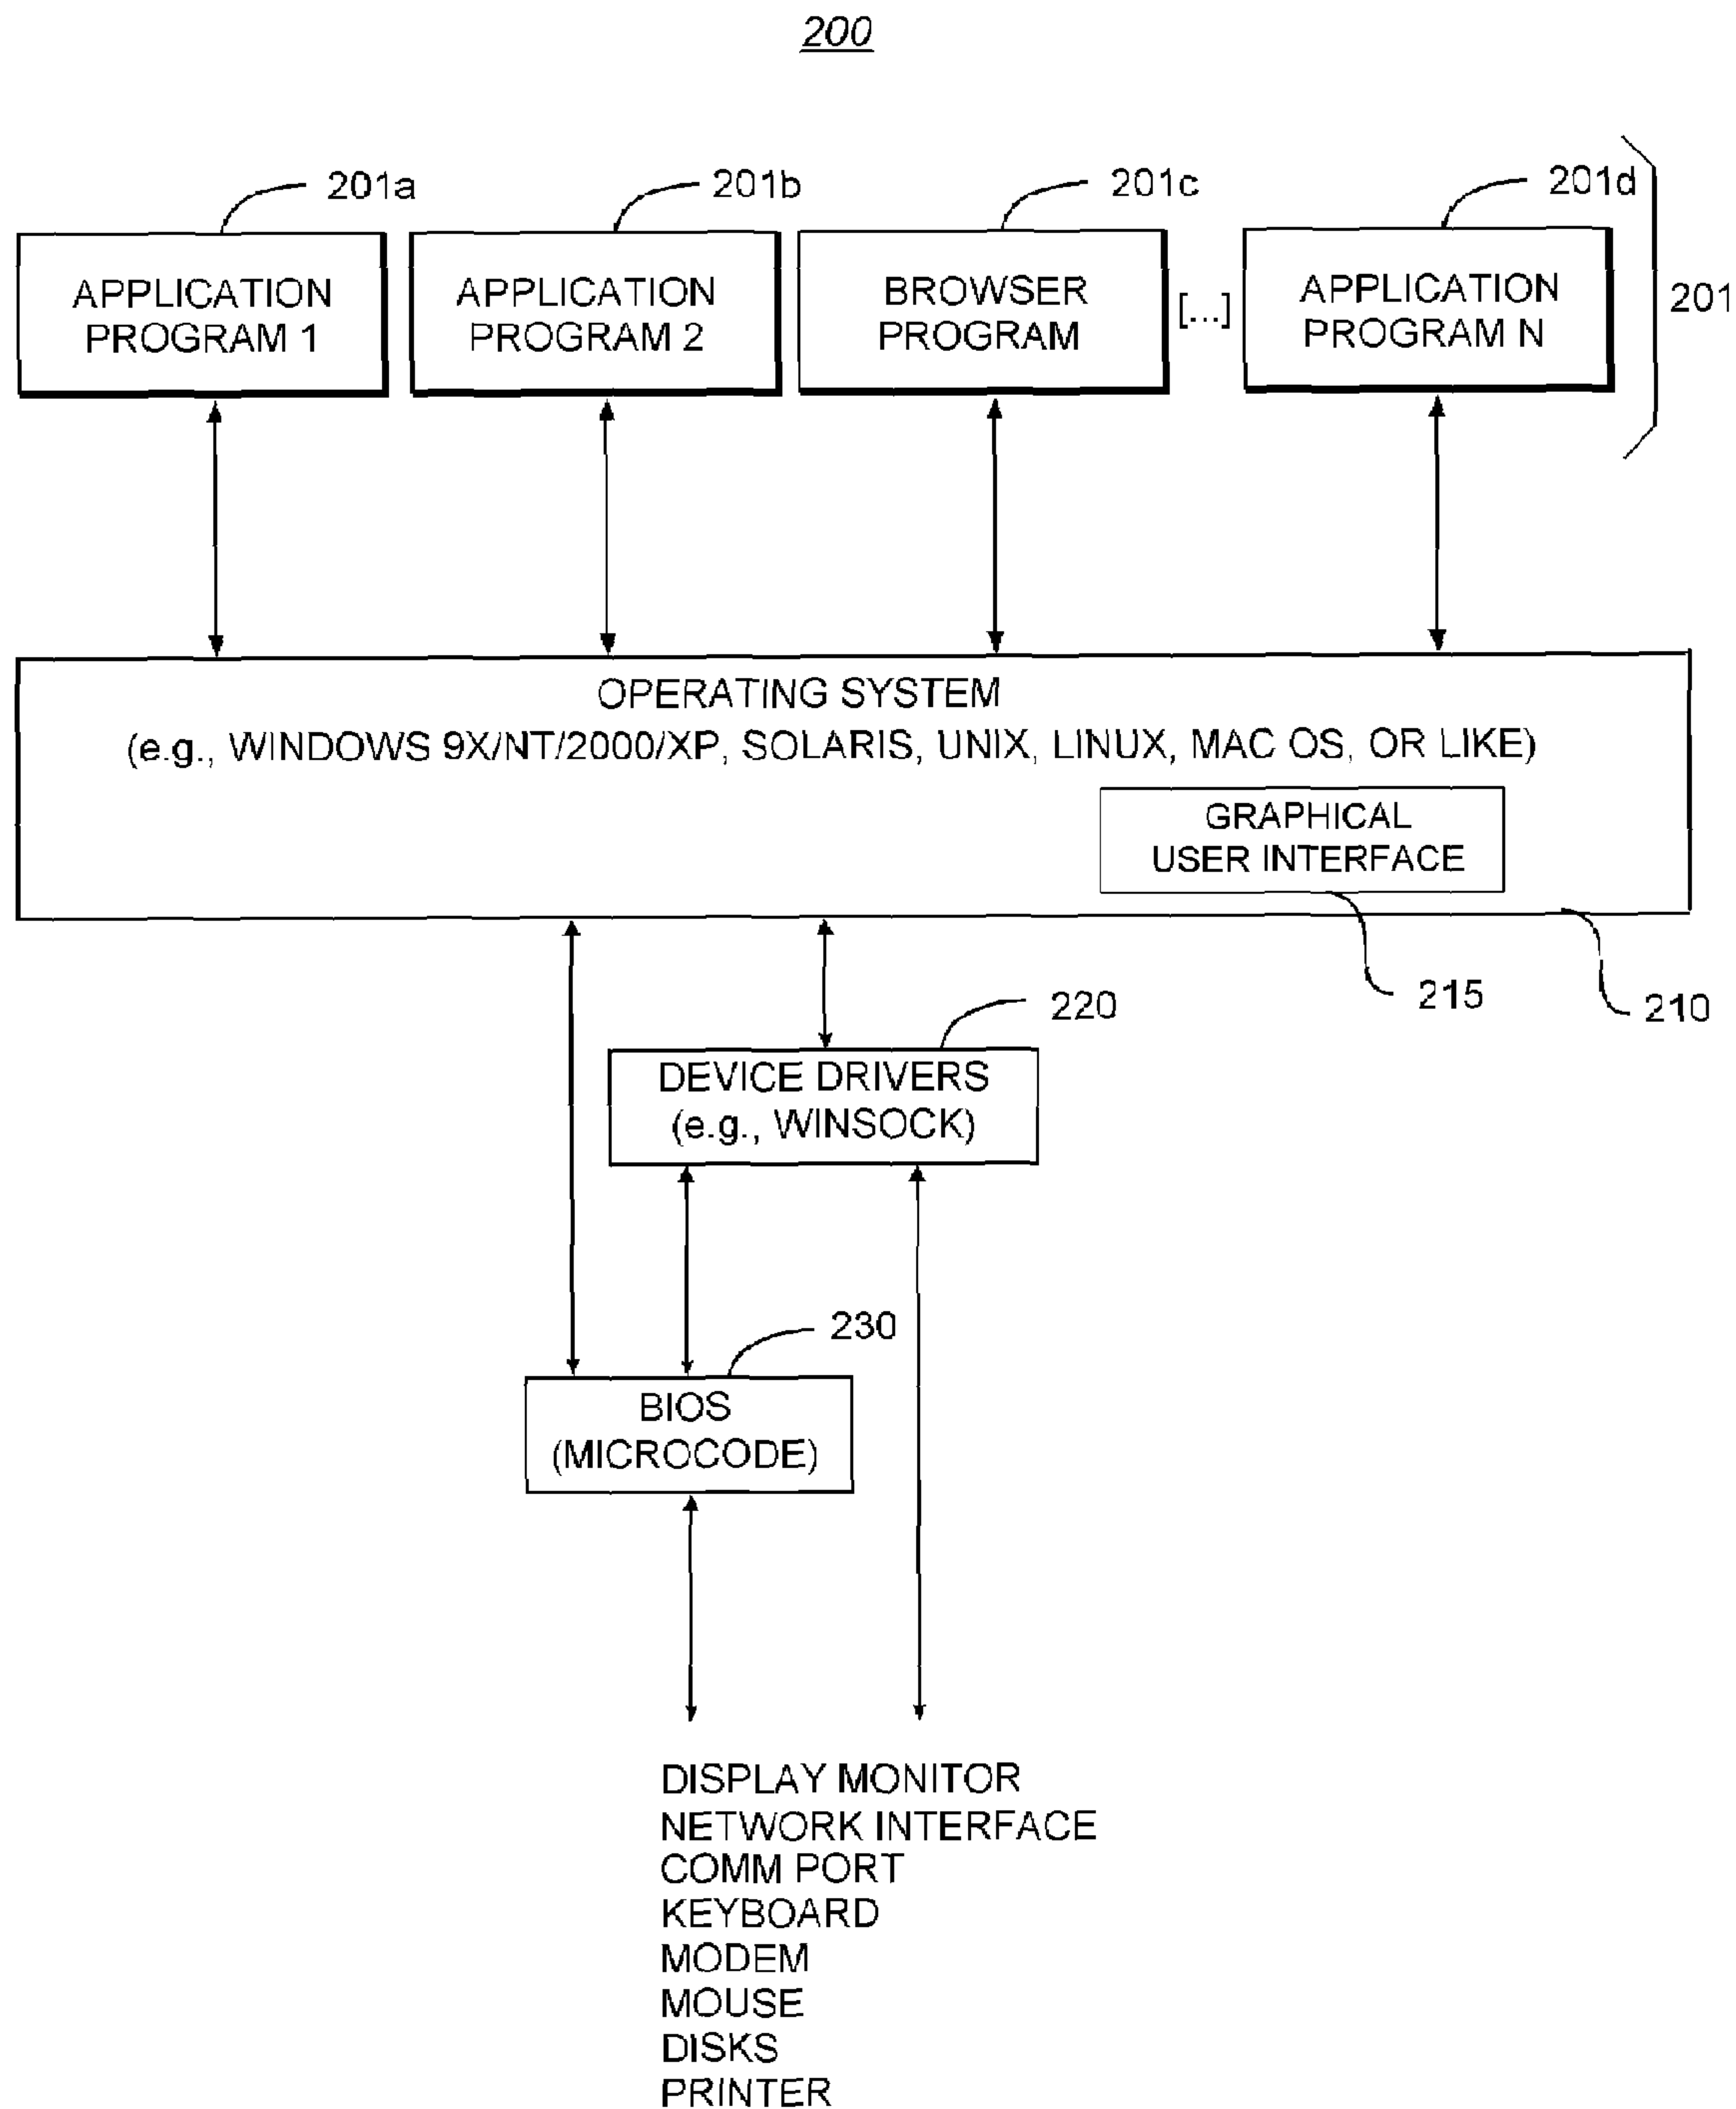 200
201a
201b
201c
201d
APPLICATION
PROGRAM 1
APPLICATION
PROGRAM 2
BROWSER
PROGRAM
[...]
APPLICATION
PROGRAM N
201
OPERATING SYSTEM
(e.g., WINDOWS 9X/NT/2000/XP, SOLARIS, UNIX, LINUX, MAC OS, OR LIKE)
GRAPHICAL
USER INTERFACE
215
210
220
DEVICE DRIVERS
(e.g., WINSOCK)
230
BIOS
(MICROCODE)
DISPLAY MONITOR
NETWORK INTERFACE
COMM PORT
KEYBOARD
MODEM
MOUSE
DISKS
PRINTER